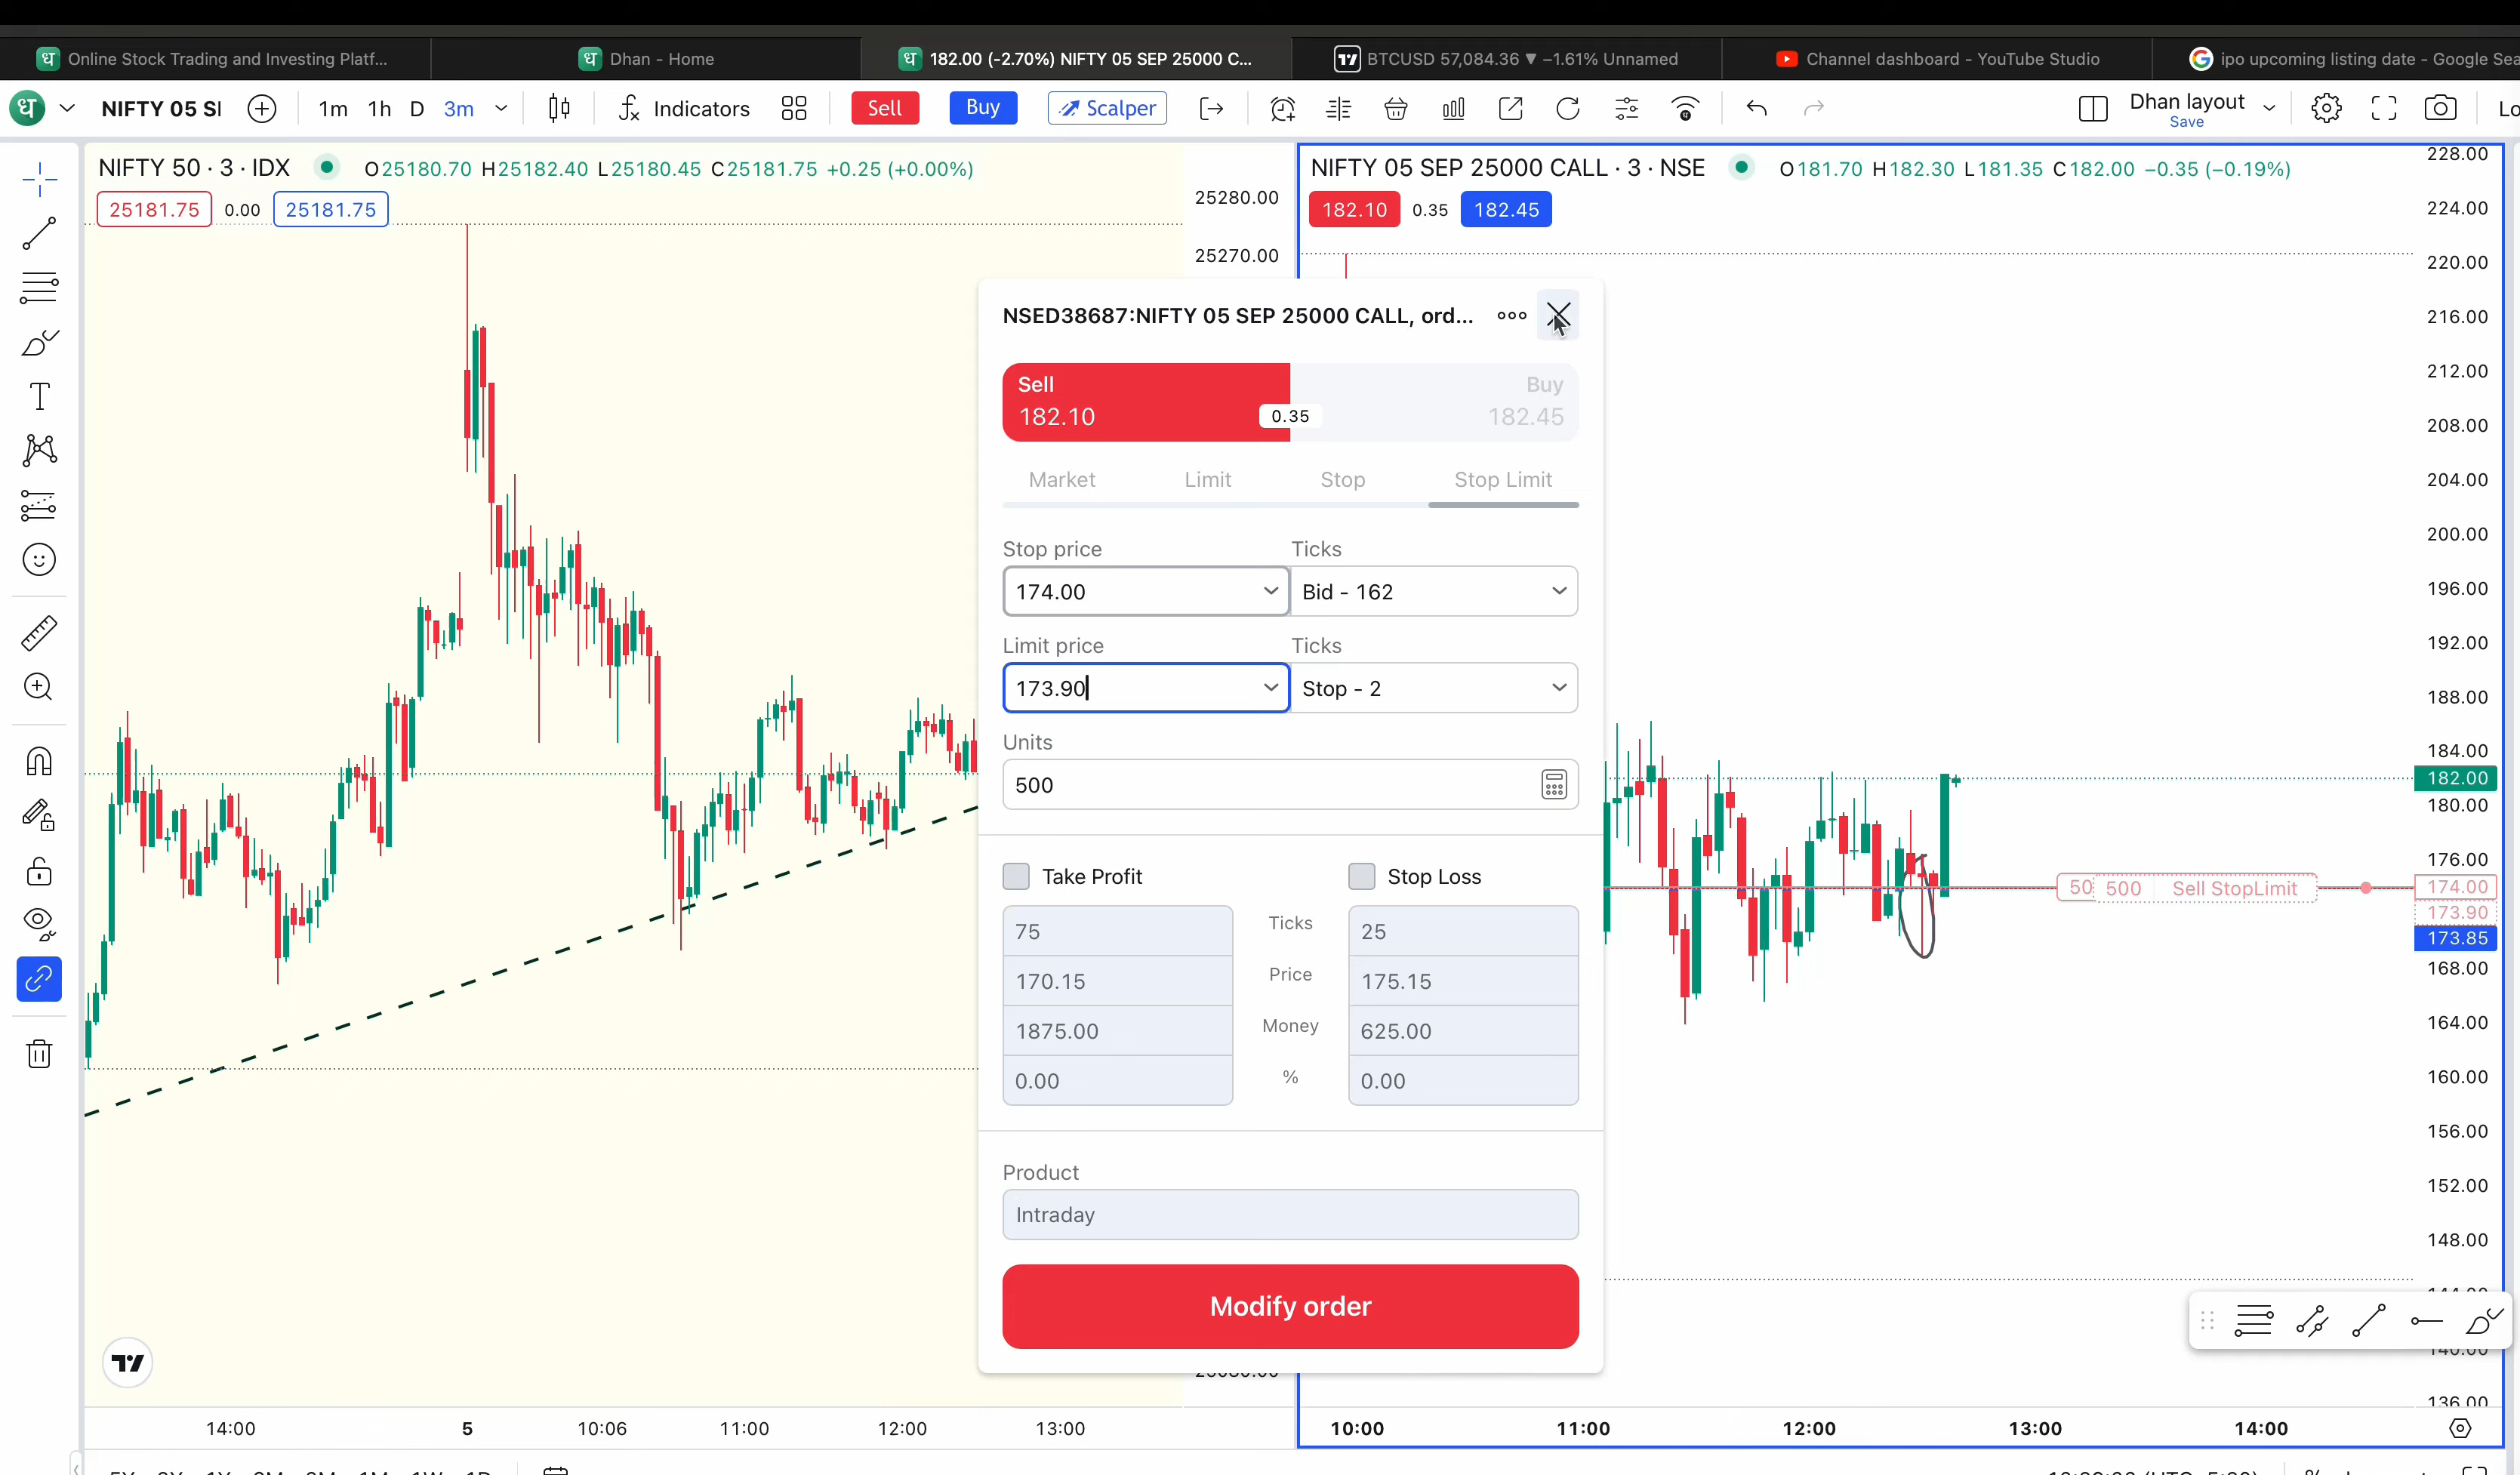 Online Stock Trading and Investing Platf...
Dhan - Home
182.00 (-2.70%) NIFTY 05 SEP 25000 C...
BTCUSD 57,084.36 ▼ −1.61% Unnamed
Channel dashboard - YouTube Studio
ipo upcoming listing date - Google Sea
NIFTY 05 SI
1m 1h D 3m
Indicators
Sell
Buy
Scalper
Dhan layout
Save
NIFTY 50 · 3 · IDX
O25180.70 H25182.40 L25180.45 C25181.75 +0.25 (+0.00%)
25181.75
0.00
25181.75
25280.00
25270.00
NIFTY 05 SEP 25000 CALL · 3 · NSE
O181.70 H182.30 L181.35 C182.00 −0.35 (−0.19%)
182.10
0.35
182.45
NSED38687:NIFTY 05 SEP 25000 CALL, ord...
Sell
182.10
0.35
Buy
182.45
Market
Limit
Stop
Stop Limit
Stop price
Ticks
174.00
Bid - 162
Limit price
Ticks
173.90
Stop - 2
Units
500
Take Profit
Stop Loss
75
Ticks
25
170.15
Price
175.15
1875.00
Money
625.00
0.00
%
0.00
Product
Intraday
Modify order
228.00
224.00
220.00
216.00
212.00
208.00
204.00
200.00
196.00
192.00
188.00
184.00
182.00
180.00
176.00
50
500
Sell StopLimit
174.00
173.90
173.85
168.00
164.00
160.00
156.00
152.00
148.00
136.00
14:00
5
10:06
11:00
12:00
13:00
10:00
11:00
12:00
13:00
14:00